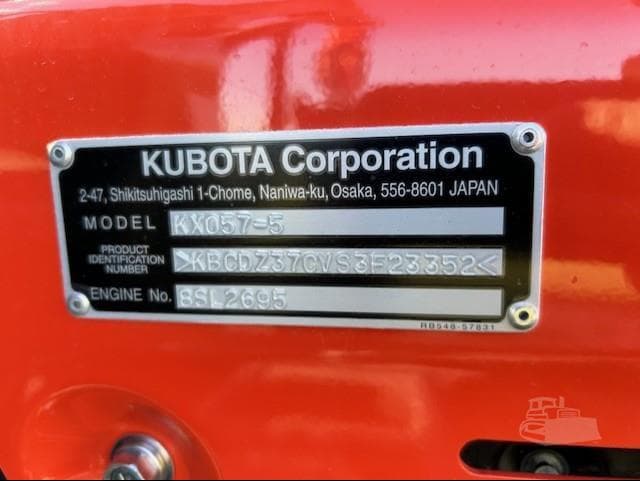 KUBOTA Corporation
2-47, Shikitsuhigashi 1-Chome, Naniwa-ku, Osaka, 556-8601 JAPAN
MODEL KX057-5
PRODUCT
IDENTIFICATION
NUMBER >KBCDZ37CVS3F23352<
ENGINE No. 8SL2695
RB548-57831